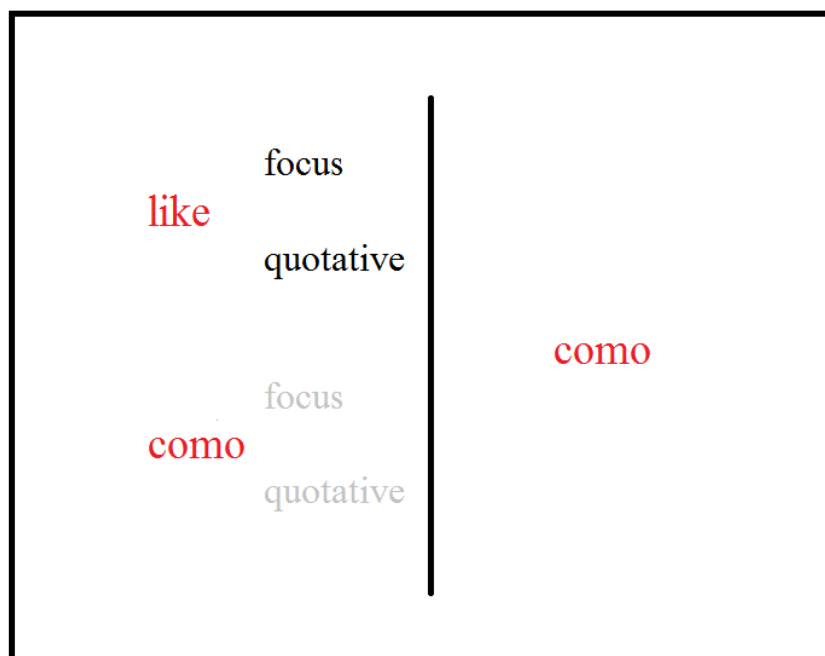 focus
like
quotative
focus
como
quotative
como